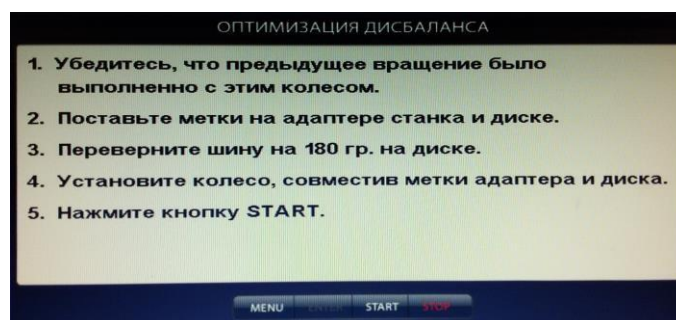 ОПТИМИЗАЦИЯ ДИСБАЛАНСА
1. Убедитесь, что предыдущее вращение было
выполненно с этим колесом.
2. Поставьте метки на адаптере станка и диске.
3. Переверните шину на 180 гр. на диске.
4. Установите колесо, совместив метки адаптера и диска.
5. Нажмите кнопку START.
MENU ENTER START STOP